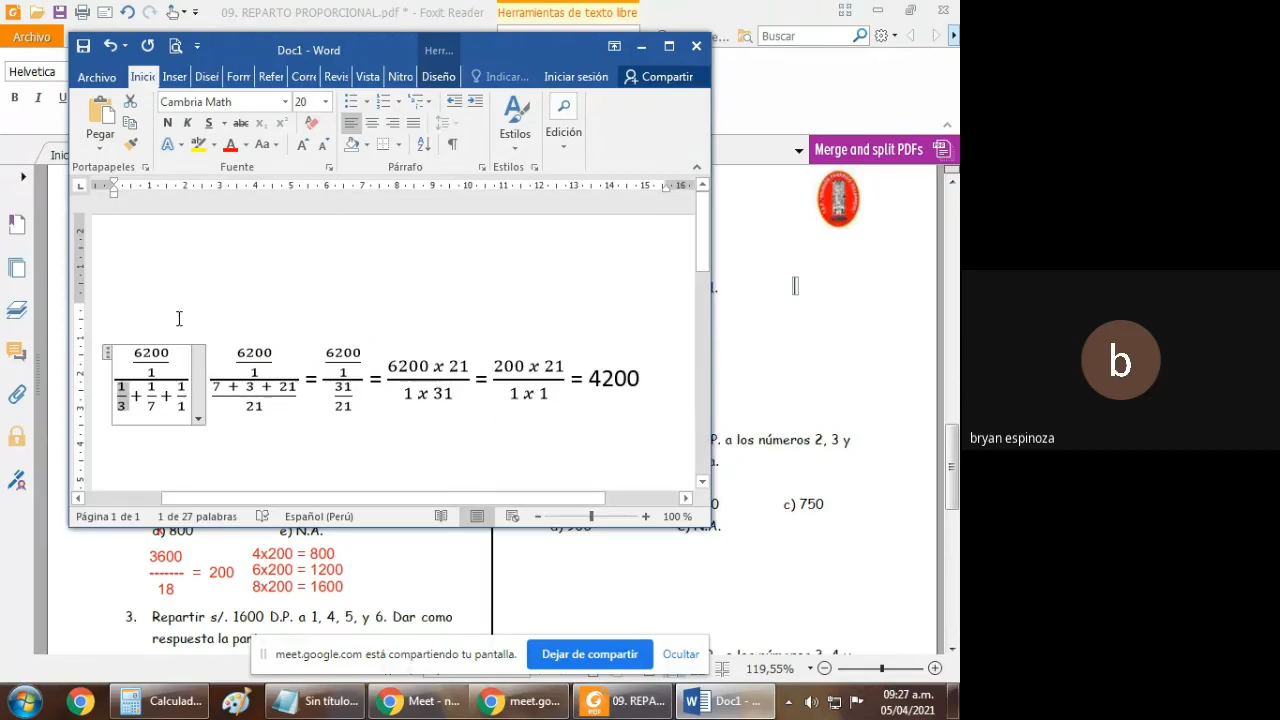 09. REPARTO PROPORCIONAL.pdf * - Foxit Reader
Herramientas de texto libre
Archivo
Buscar
Helvetica
N I U
Merge and split PDFs
Doc1 - Word
Herr...
Archivo Inicio Inser Diseñ Form Refer Corre Revis Vista Nitro Diseño Indicar... Iniciar sesión Compartir
Cambria Math 20
Pegar
N K S abc x₂ x²
Estilos
Edición
Portapapeles Fuente Párrafo Estilos
6200/1 / (1/3 + 1/7 + 1/1) 6200/1 / ((7 + 3 + 21)/21) = 6200/1 / (31/21) = (6200 x 21)/(1 x 31) = (200 x 21)/(1 x 1) = 4200
Página 1 de 1 1 de 27 palabras Español (Perú) 100 %
P. a los números 2, 3 y
a.
c) 750
a) 800 e) N.A.
e) N.A.
3600
------- = 200
18
4x200 = 800
6x200 = 1200
8x200 = 1600
3. Repartir s/. 1600 D.P. a 1, 4, 5, y 6. Dar como
respuesta la
meet.google.com está compartiendo tu pantalla. Dejar de compartir Ocultar
119,55%
Calculad... Sin título... Meet - n... meet.go... 09. REPA... Doc1 - ...
09:27 a.m.
05/04/2021
b
bryan espinoza